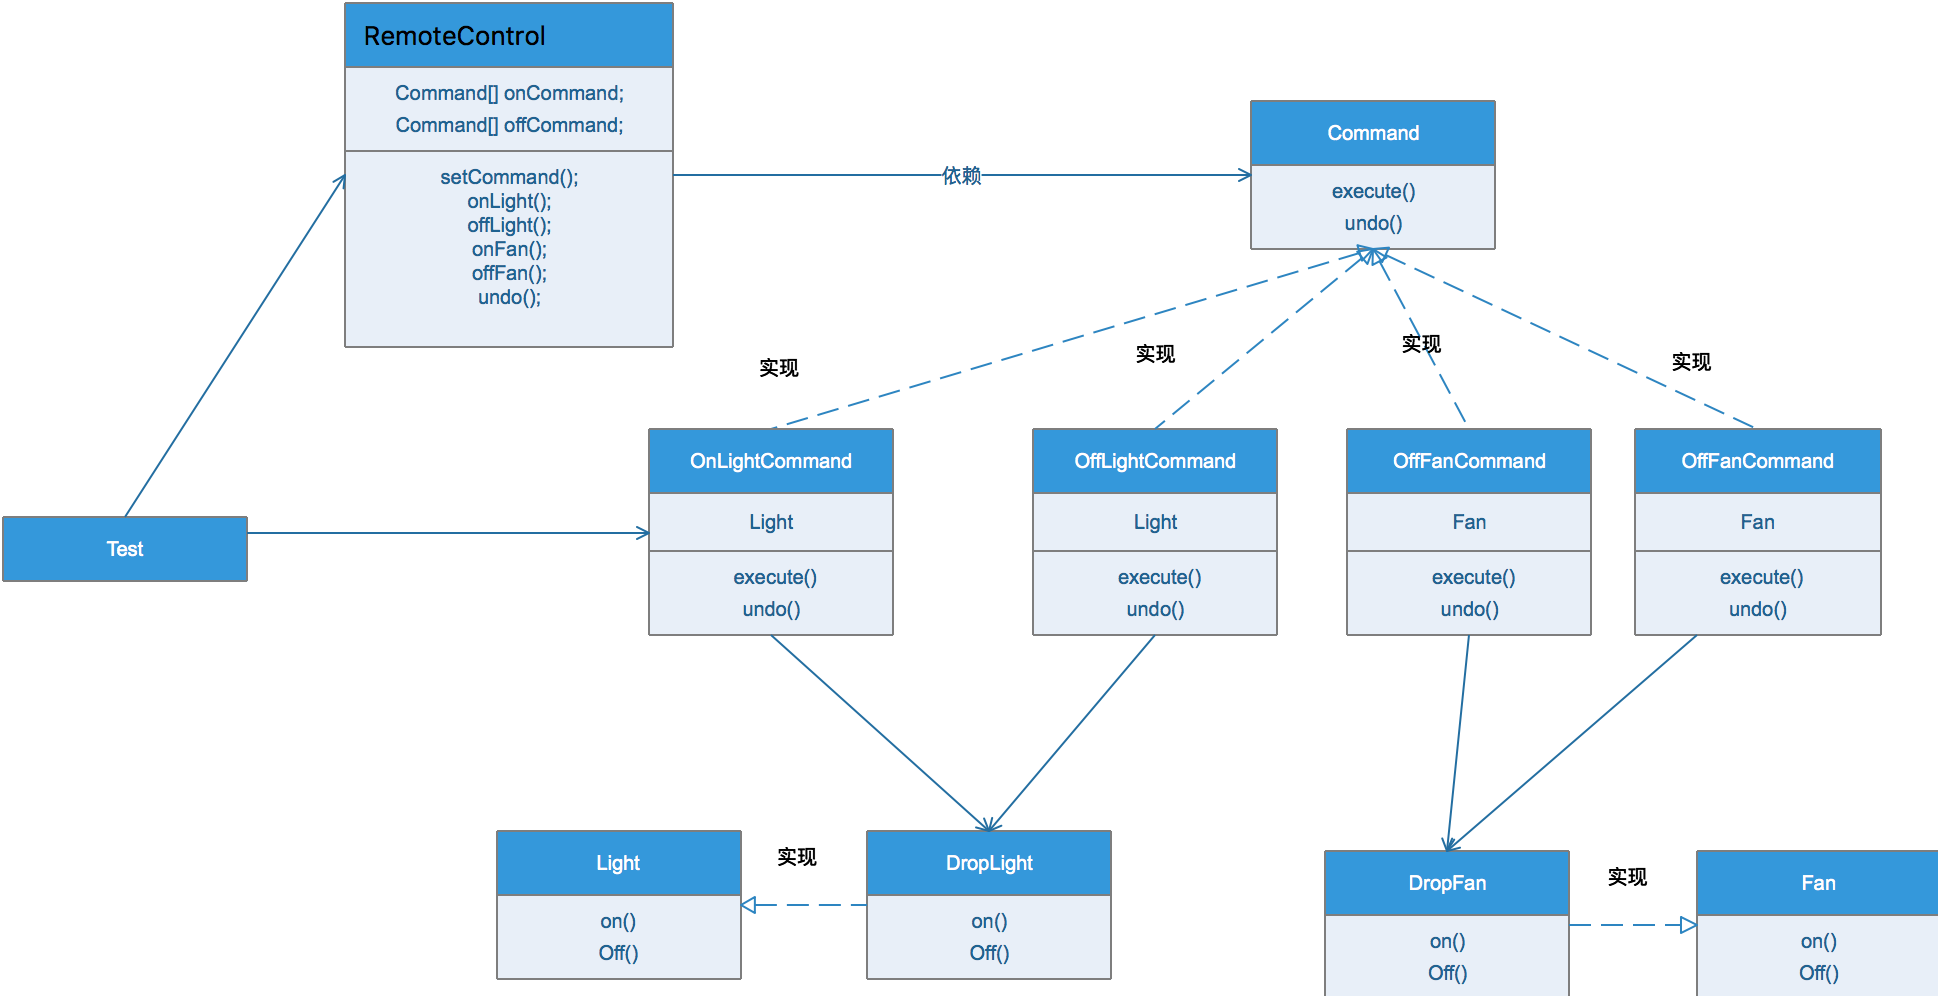 RemoteControl
Command[] onCommand;
Command[] offCommand;
setCommand();
onLight();
offLight();
onFan();
offFan();
undo();
依赖
Command
execute()
undo()
实现
实现
实现
实现
Test
OnLightCommand
Light
execute()
undo()
OffLightCommand
Light
execute()
undo()
OffFanCommand
Fan
execute()
undo()
OffFanCommand
Fan
execute()
undo()
Light
on()
Off()
实现
DropLight
on()
Off()
DropFan
on()
Off()
实现
Fan
on()
Off()